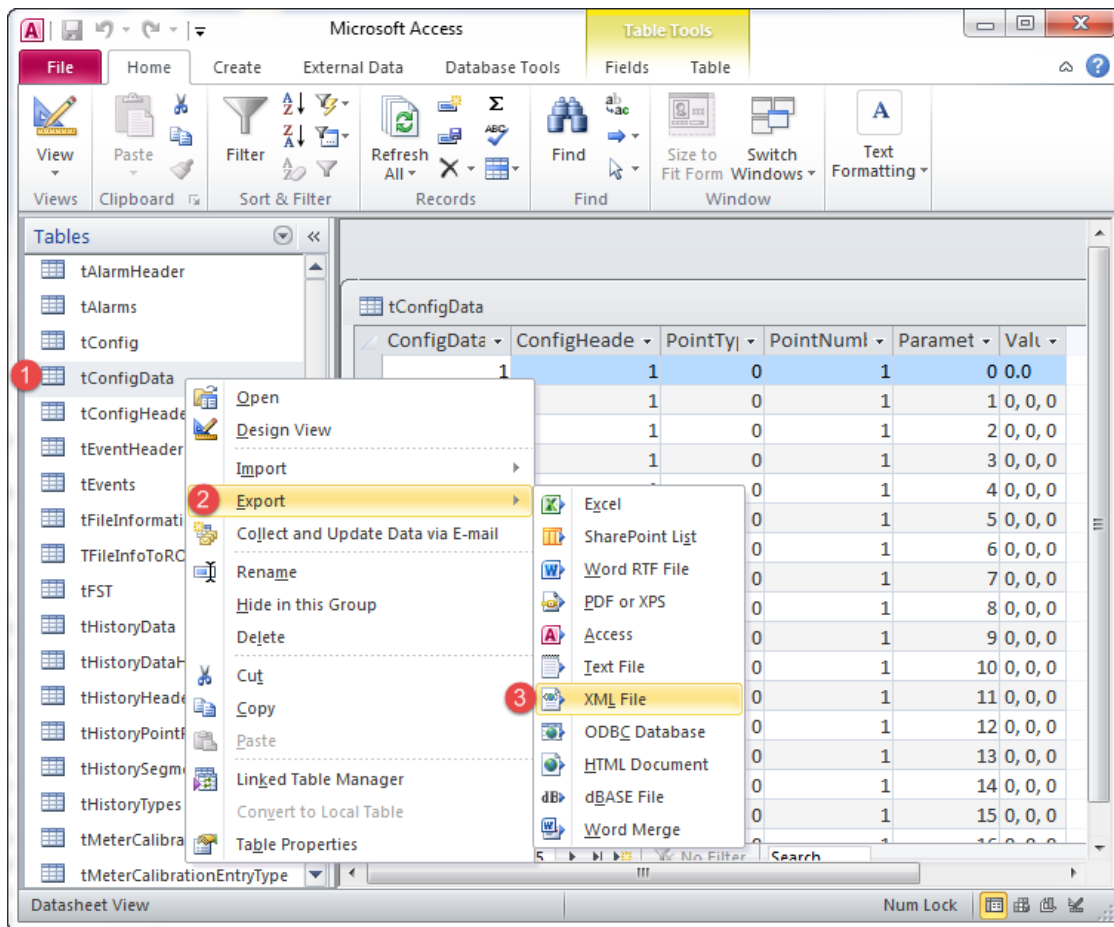 Microsoft Access
Table Tools
File Home Create External Data Database Tools Fields Table
View
Paste
Filter
Refresh All
ABC
Find
ab ac
Size to Fit Form
Switch Windows
A
Text Formatting
Views Clipboard Sort & Filter Records Find Window
Tables
tAlarmHeader
tAlarms
tConfig
1
tConfigData
tConfigHeade
tEventHeader
tEvents
tFileInformati
TFileInfoToRO
tFST
tHistoryData
tHistoryDataH
tHistoryHeade
tHistoryPointF
tHistorySegm
tHistoryTypes
tMeterCalibra
tMeterCalibrationEntryType
Open
Design View
Import
2
Export
Collect and Update Data via E-mail
Rename
Hide in this Group
Delete
Cut
Copy
Paste
Linked Table Manager
Convert to Local Table
Table Properties
Excel
SharePoint List
Word RTF File
PDF or XPS
Access
Text File
3
XML File
ODBC Database
HTML Document
dB dBASE File
Word Merge
tConfigData
ConfigData ConfigHeade PointTy PointNum Paramet Valu
1 1 0 1 0 0.0
1 0 1 1 0, 0, 0
1 0 1 2 0, 0, 0
1 0 1 3 0, 0, 0
0 1 4 0, 0, 0
0 1 5 0, 0, 0
0 1 6 0, 0, 0
0 1 7 0, 0, 0
0 1 8 0, 0, 0
0 1 9 0, 0, 0
0 1 10 0, 0, 0
0 1 11 0, 0, 0
0 1 12 0, 0, 0
0 1 13 0, 0, 0
0 1 14 0, 0, 0
0 1 15 0, 0, 0
No Filter Search
Datasheet View
Num Lock